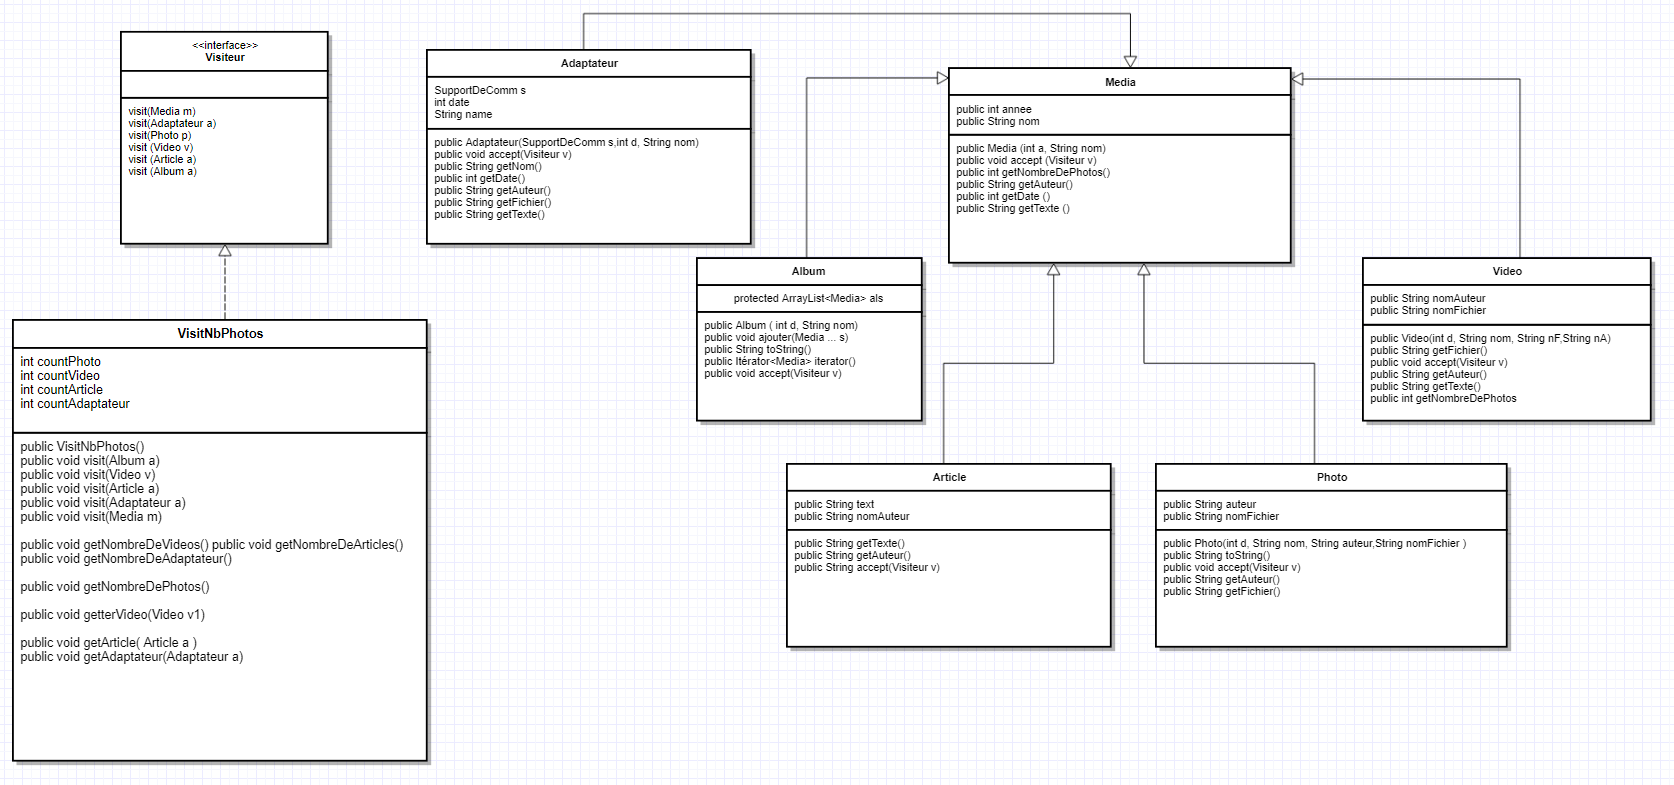 <<interface>>
Visiteur
visit(Media m)
visit(Adaptateur a)
visit(Photo p)
visit (Video v)
visit (Article a)
visit (Album a)
Adaptateur
SupportDeComm s
int date
String name
public Adaptateur(SupportDeComm s,int d, String nom)
public void accept(Visiteur v)
public String getNom()
public int getDate()
public String getAuteur()
public String getFichier()
public String getTexte()
Media
public int annee
public String nom
public Media (int a, String nom)
public void accept (Visiteur v)
public int getNombreDePhotos()
public String getAuteur()
public int getDate ()
public String getTexte ()
Album
protected ArrayList<Media> als
public Album ( int d, String nom)
public void ajouter(Media ... s)
public String toString()
public Itérator<Media> iterator()
public void accept(Visiteur v)
Video
public String nomAuteur
public String nomFichier
public Video(int d, String nom, String nF,String nA)
public String getFichier()
public void accept(Visiteur v)
public String getAuteur()
public String getTexte()
public int getNombreDePhotos
VisitNbPhotos
int countPhoto
int countVideo
int countArticle
int countAdaptateur
public VisitNbPhotos()
public void visit(Album a)
public void visit(Video v)
public void visit(Article a)
public void visit(Adaptateur a)
public void visit(Media m)
public void getNombreDeVideos() public void getNombreDeArticles()
public void getNombreDeAdaptateur()
public void getNombreDePhotos()
public void getterVideo(Video v1)
public void getArticle( Article a )
public void getAdaptateur(Adaptateur a)
Article
public String text
public String nomAuteur
public String getTexte()
public String getAuteur()
public String accept(Visiteur v)
Photo
public String auteur
public String nomFichier
public Photo(int d, String nom, String auteur,String nomFichier )
public String toString()
public void accept(Visiteur v)
public String getAuteur()
public String getFichier()